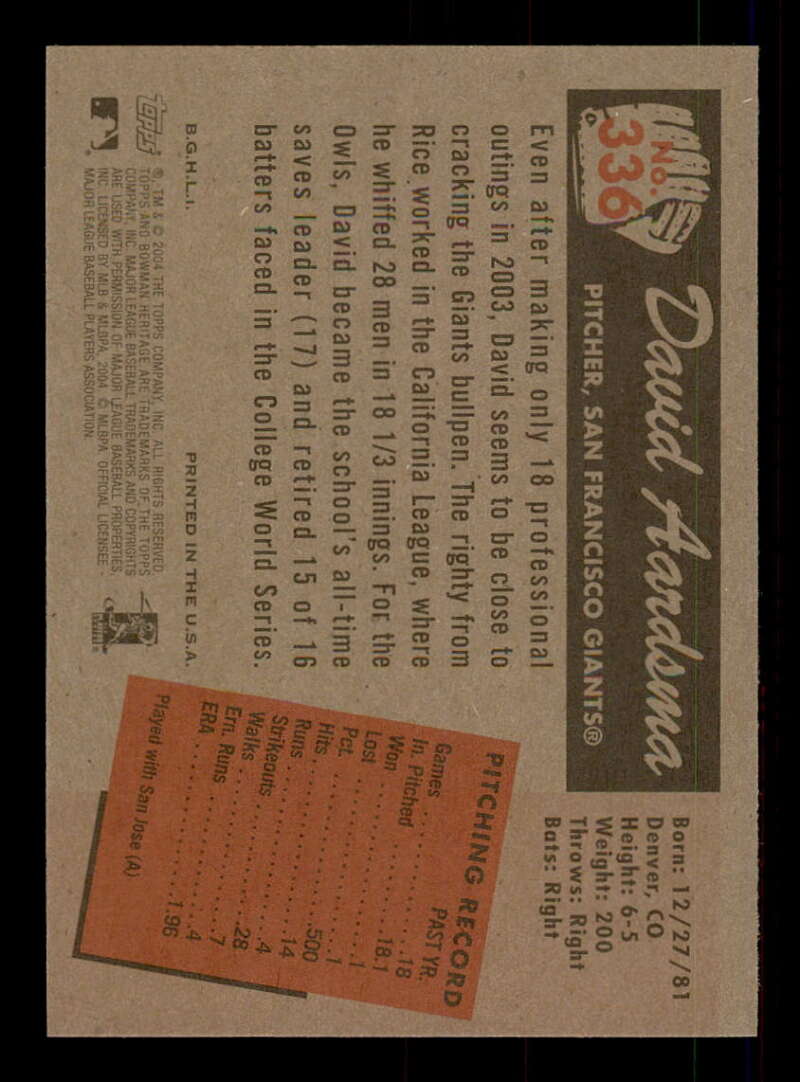 No.
336
David Aardsma
PITCHER, SAN FRANCISCO GIANTS®
Born: 12/27/81
Denver, CO
Height: 6-5
Weight: 200
Throws: Right
Bats: Right
Even after making only 18 professional
outings in 2003, David seems to be close to
cracking the Giants bullpen. The righty from
Rice worked in the California League, where
he whiffed 28 men in 18 1/3 innings. For the
Owls, David became the school's all-time
saves leader (17) and retired 15 of 16
batters faced in the College World Series.
PITCHING RECORD
PAST YR.
Games . . . . . . . . . . . . . .18
In. Pitched . . . . . . . . . .18.1
Won . . . . . . . . . . . . . . . .1
Lost . . . . . . . . . . . . . . . .1
Pct. . . . . . . . . . . . . . . .500
Hits . . . . . . . . . . . . . . . .14
Runs . . . . . . . . . . . . . . . .4
Strikeouts . . . . . . . . . . .28
Walks . . . . . . . . . . . . . . .7
Ern. Runs . . . . . . . . . . . .4
ERA . . . . . . . . . . . . . . .1.96
Played with San Jose (A)
B.G.H.L.I.
PRINTED IN THE U.S.A.
TOPPS
®, TM & © 2004 THE TOPPS COMPANY, INC. ALL RIGHTS RESERVED.
TOPPS AND BOWMAN HERITAGE ARE TRADEMARKS OF THE TOPPS
COMPANY, INC. MAJOR LEAGUE BASEBALL TRADEMARKS AND COPYRIGHTS
ARE USED WITH PERMISSION OF MAJOR LEAGUE BASEBALL PROPERTIES,
INC. LICENSED BY MLB & MLBPA, 2004. © MLBPA. OFFICIAL LICENSEE -
MAJOR LEAGUE BASEBALL PLAYERS ASSOCIATION.